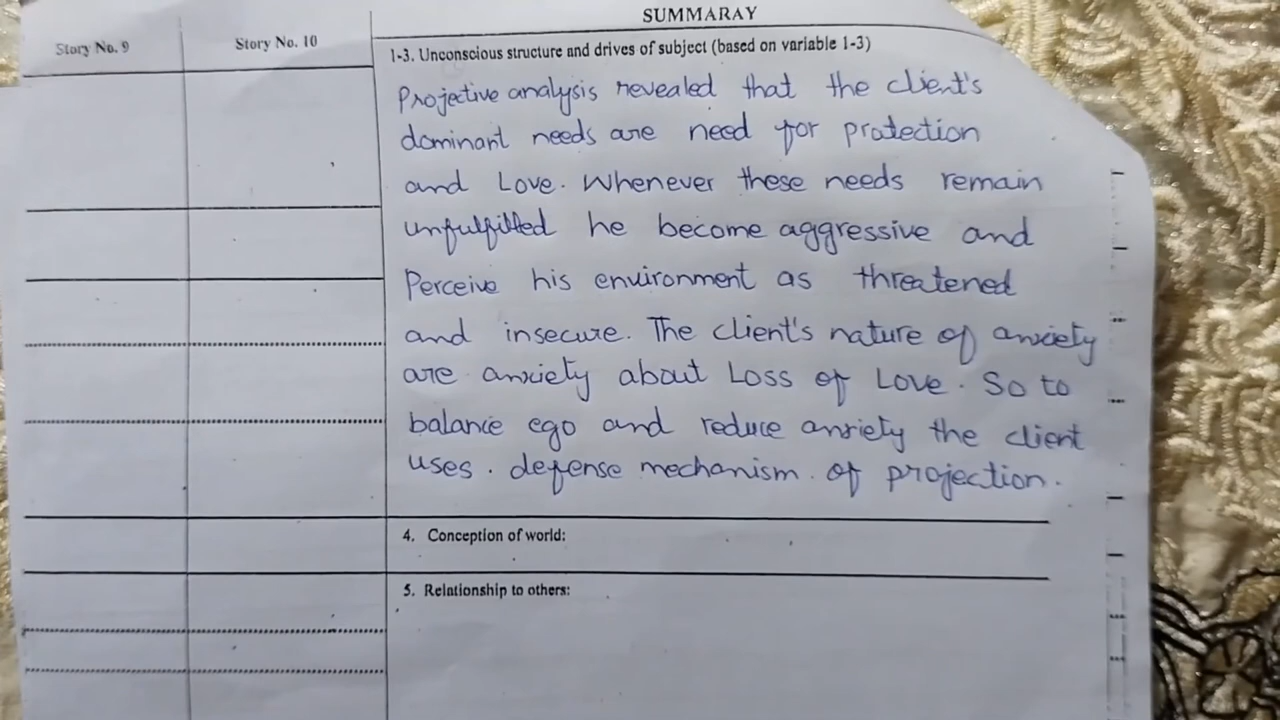 SUMMARAY
Story No. 9
Story No. 10
1-3. Unconscious structure and drives of subject (based on variable 1-3)
Projective analysis revealed that the client's
dominant needs are need for protection
and Love. Whenever these needs remain
unfulfilled he become aggressive and
Perceive his environment as threatened
and insecure. The client's nature of anxiety
are anxiety about Loss of Love. So to
balance ego and reduce anxiety the client
uses. defense mechanism of projection.
4. Conception of world:
5. Relationship to others: